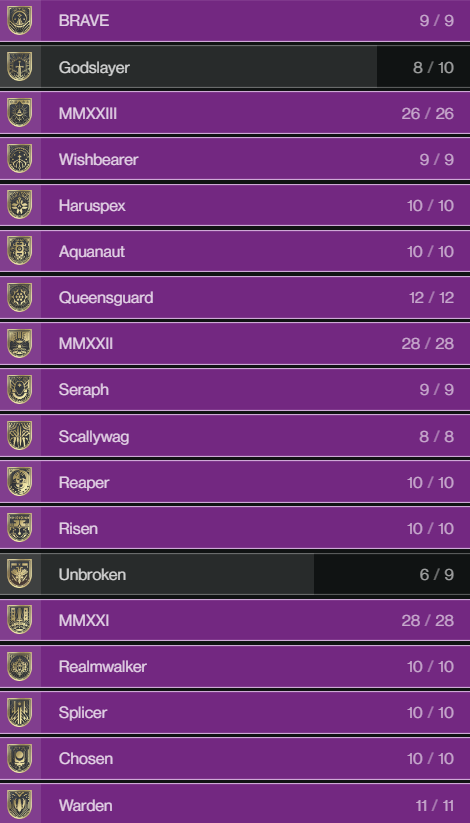 BRAVE 9 / 9
Godslayer 8 / 10
MMXXIII 26 / 26
Wishbearer 9 / 9
Haruspex 10 / 10
Aquanaut 10 / 10
Queensguard 12 / 12
MMXXII 28 / 28
Seraph 9 / 9
Scallywag 8 / 8
Reaper 10 / 10
Risen 10 / 10
Unbroken 6 / 9
MMXXI 28 / 28
Realmwalker 10 / 10
Splicer 10 / 10
Chosen 10 / 10
Warden 11 / 11